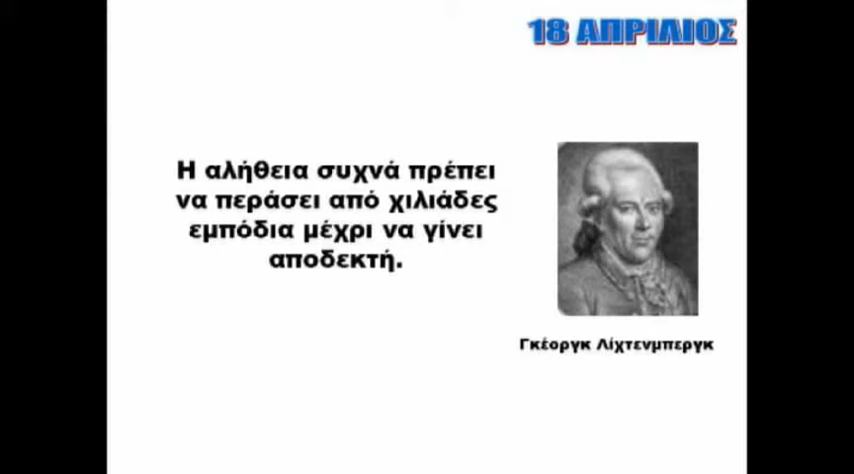 18 ΑΠΡΙΛΙΟΣ
Η αλήθεια συχνά πρέπει
να περάσει από χιλιάδες
εμπόδια μέχρι να γίνει
αποδεκτή.
Γκέοργκ Λίχτενμπεργκ